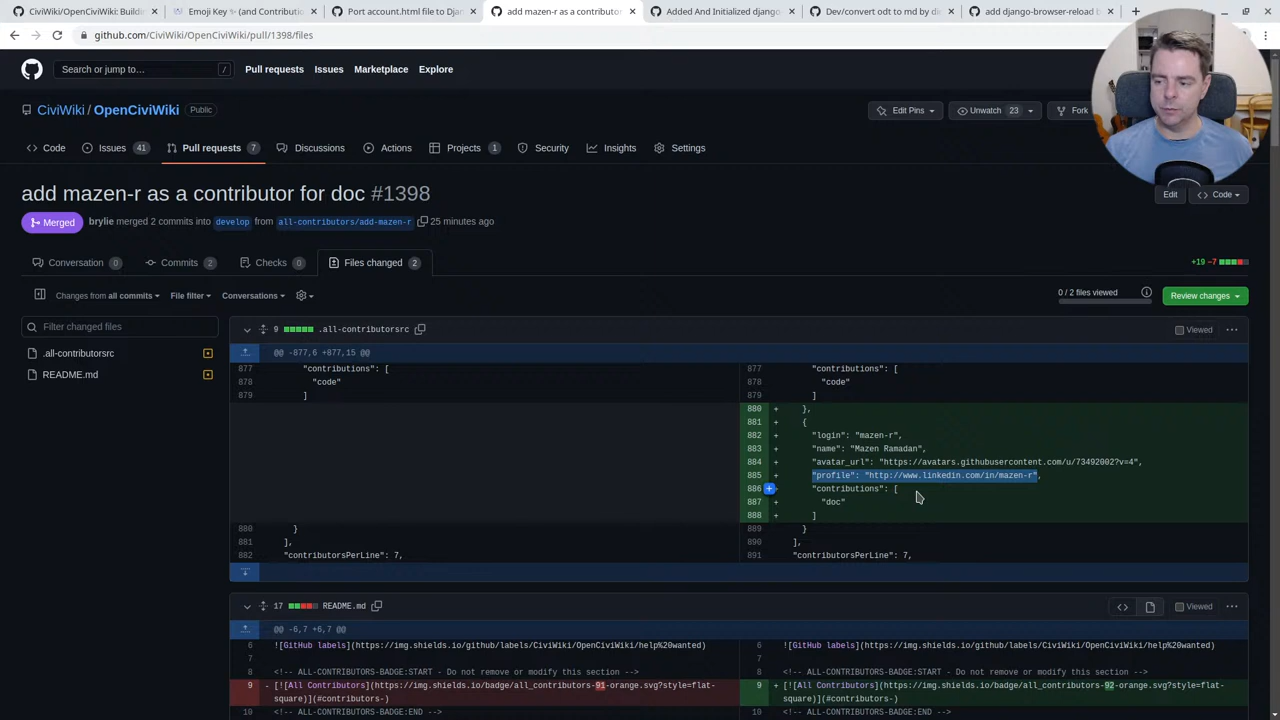 CiviWiki/OpenCiviWiki: Buildin
Emoji Key ✨ (and Contribution
Port account.html file to Djan
add mazen-r as a contributor
Added And Initialized django
Dev/convert odt to md by dl
add django-browser-reload b
github.com/CiviWiki/OpenCiviWiki/pull/1398/files
Search or jump to… /
Pull requests Issues Marketplace Explore
CiviWiki / OpenCiviWiki Public
Edit Pins Unwatch 23 Fork
Code Issues 41 Pull requests 7 Discussions Actions Projects 1 Security Insights Settings
add mazen-r as a contributor for doc #1398
Edit <> Code
Merged brylie merged 2 commits into develop from all-contributors/add-mazen-r 25 minutes ago
Conversation 0 Commits 2 Checks 0 Files changed 2
+19 −7
Changes from all commits File filter Conversations
0 / 2 files viewed Review changes
Filter changed files
.all-contributorsrc
README.md
9 .all-contributorsrc Viewed
@@ -877,6 +877,15 @@
877 "contributions": [ 877 "contributions": [
878 "code" 878 "code"
879 ] 879 ]
880 + },
881 + {
882 + "login": "mazen-r",
883 + "name": "Mazen Ramadan",
884 + "avatar_url": "https://avatars.githubusercontent.com/u/73492002?v=4",
885 + "profile": "http://www.linkedin.com/in/mazen-r",
886 + "contributions": [
887 + "doc"
888 + ]
880 } 889 }
881 ], 890 ],
882 "contributorsPerLine": 7, 891 "contributorsPerLine": 7,
17 README.md Viewed
@@ -6,7 +6,7 @@
6 ![GitHub labels](https://img.shields.io/github/labels/CiviWiki/OpenCiviWiki/help%20wanted) 6 ![GitHub labels](https://img.shields.io/github/labels/CiviWiki/OpenCiviWiki/help%20wanted)
7 7
8 <!-- ALL-CONTRIBUTORS-BADGE:START - Do not remove or modify this section --> 8 <!-- ALL-CONTRIBUTORS-BADGE:START - Do not remove or modify this section -->
9 - [![All Contributors](https://img.shields.io/badge/all_contributors-91-orange.svg?style=flat- 9 + [![All Contributors](https://img.shields.io/badge/all_contributors-92-orange.svg?style=flat-
square)](#contributors-) square)](#contributors-)
10 <!-- ALL-CONTRIBUTORS-BADGE:END --> 10 <!-- ALL-CONTRIBUTORS-BADGE:END -->